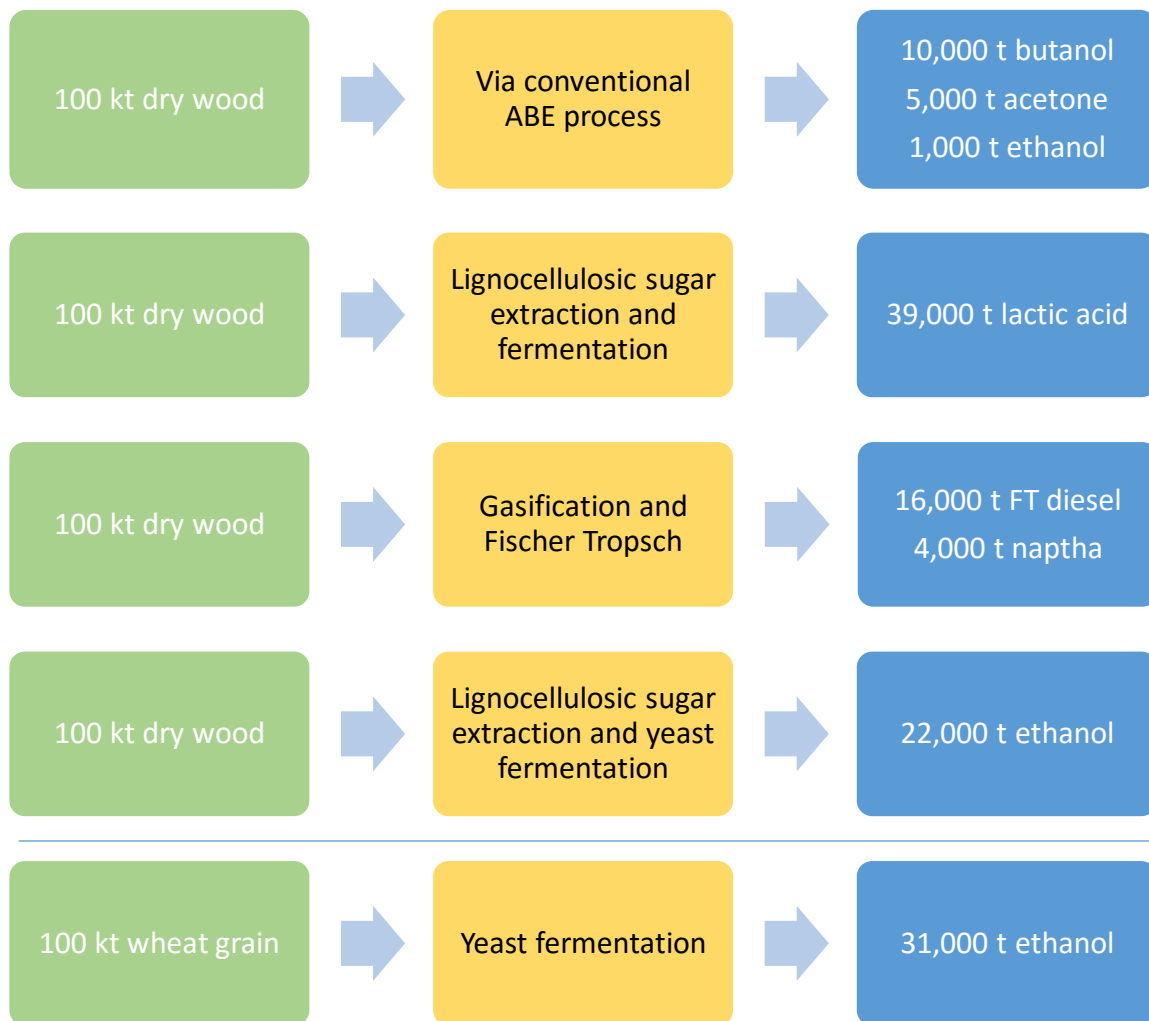 100 kt dry wood
Via conventional
ABE process
10,000 t butanol
5,000 t acetone
1,000 t ethanol
100 kt dry wood
Lignocellulosic sugar
extraction and
fermentation
39,000 t lactic acid
100 kt dry wood
Gasification and
Fischer Tropsch
16,000 t FT diesel
4,000 t naptha
100 kt dry wood
Lignocellulosic sugar
extraction and yeast
fermentation
22,000 t ethanol
100 kt wheat grain
Yeast fermentation
31,000 t ethanol